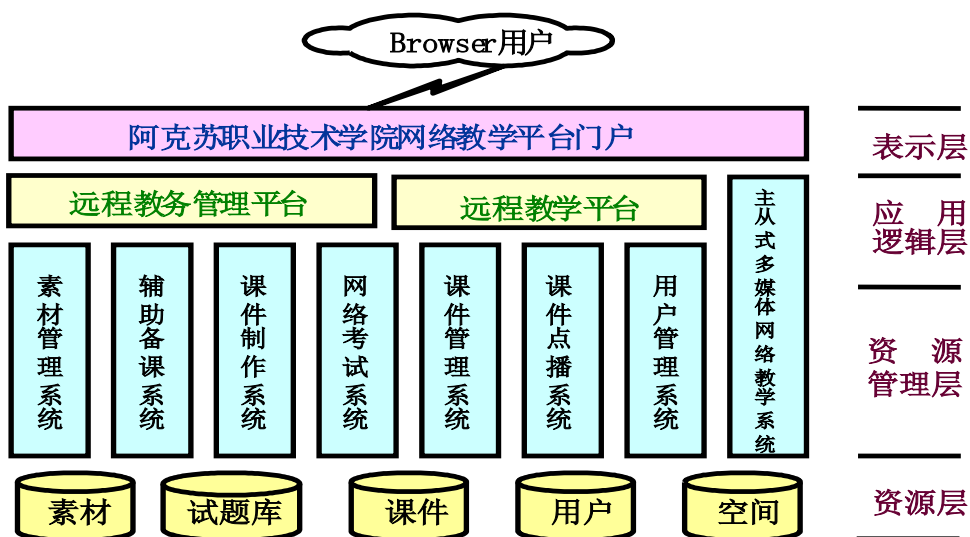 Browser用户
阿克苏职业技术学院网络教学平台门户
表示层
远程教务管理平台
远程教学平台
主从式多媒体网络教学系统
应 用
逻辑层
素材管理系统
辅助备课系统
课件制作系统
网络考试系统
课件管理系统
课件点播系统
用户管理系统
资 源
管理层
素材
试题库
课件
用户
空间
资源层